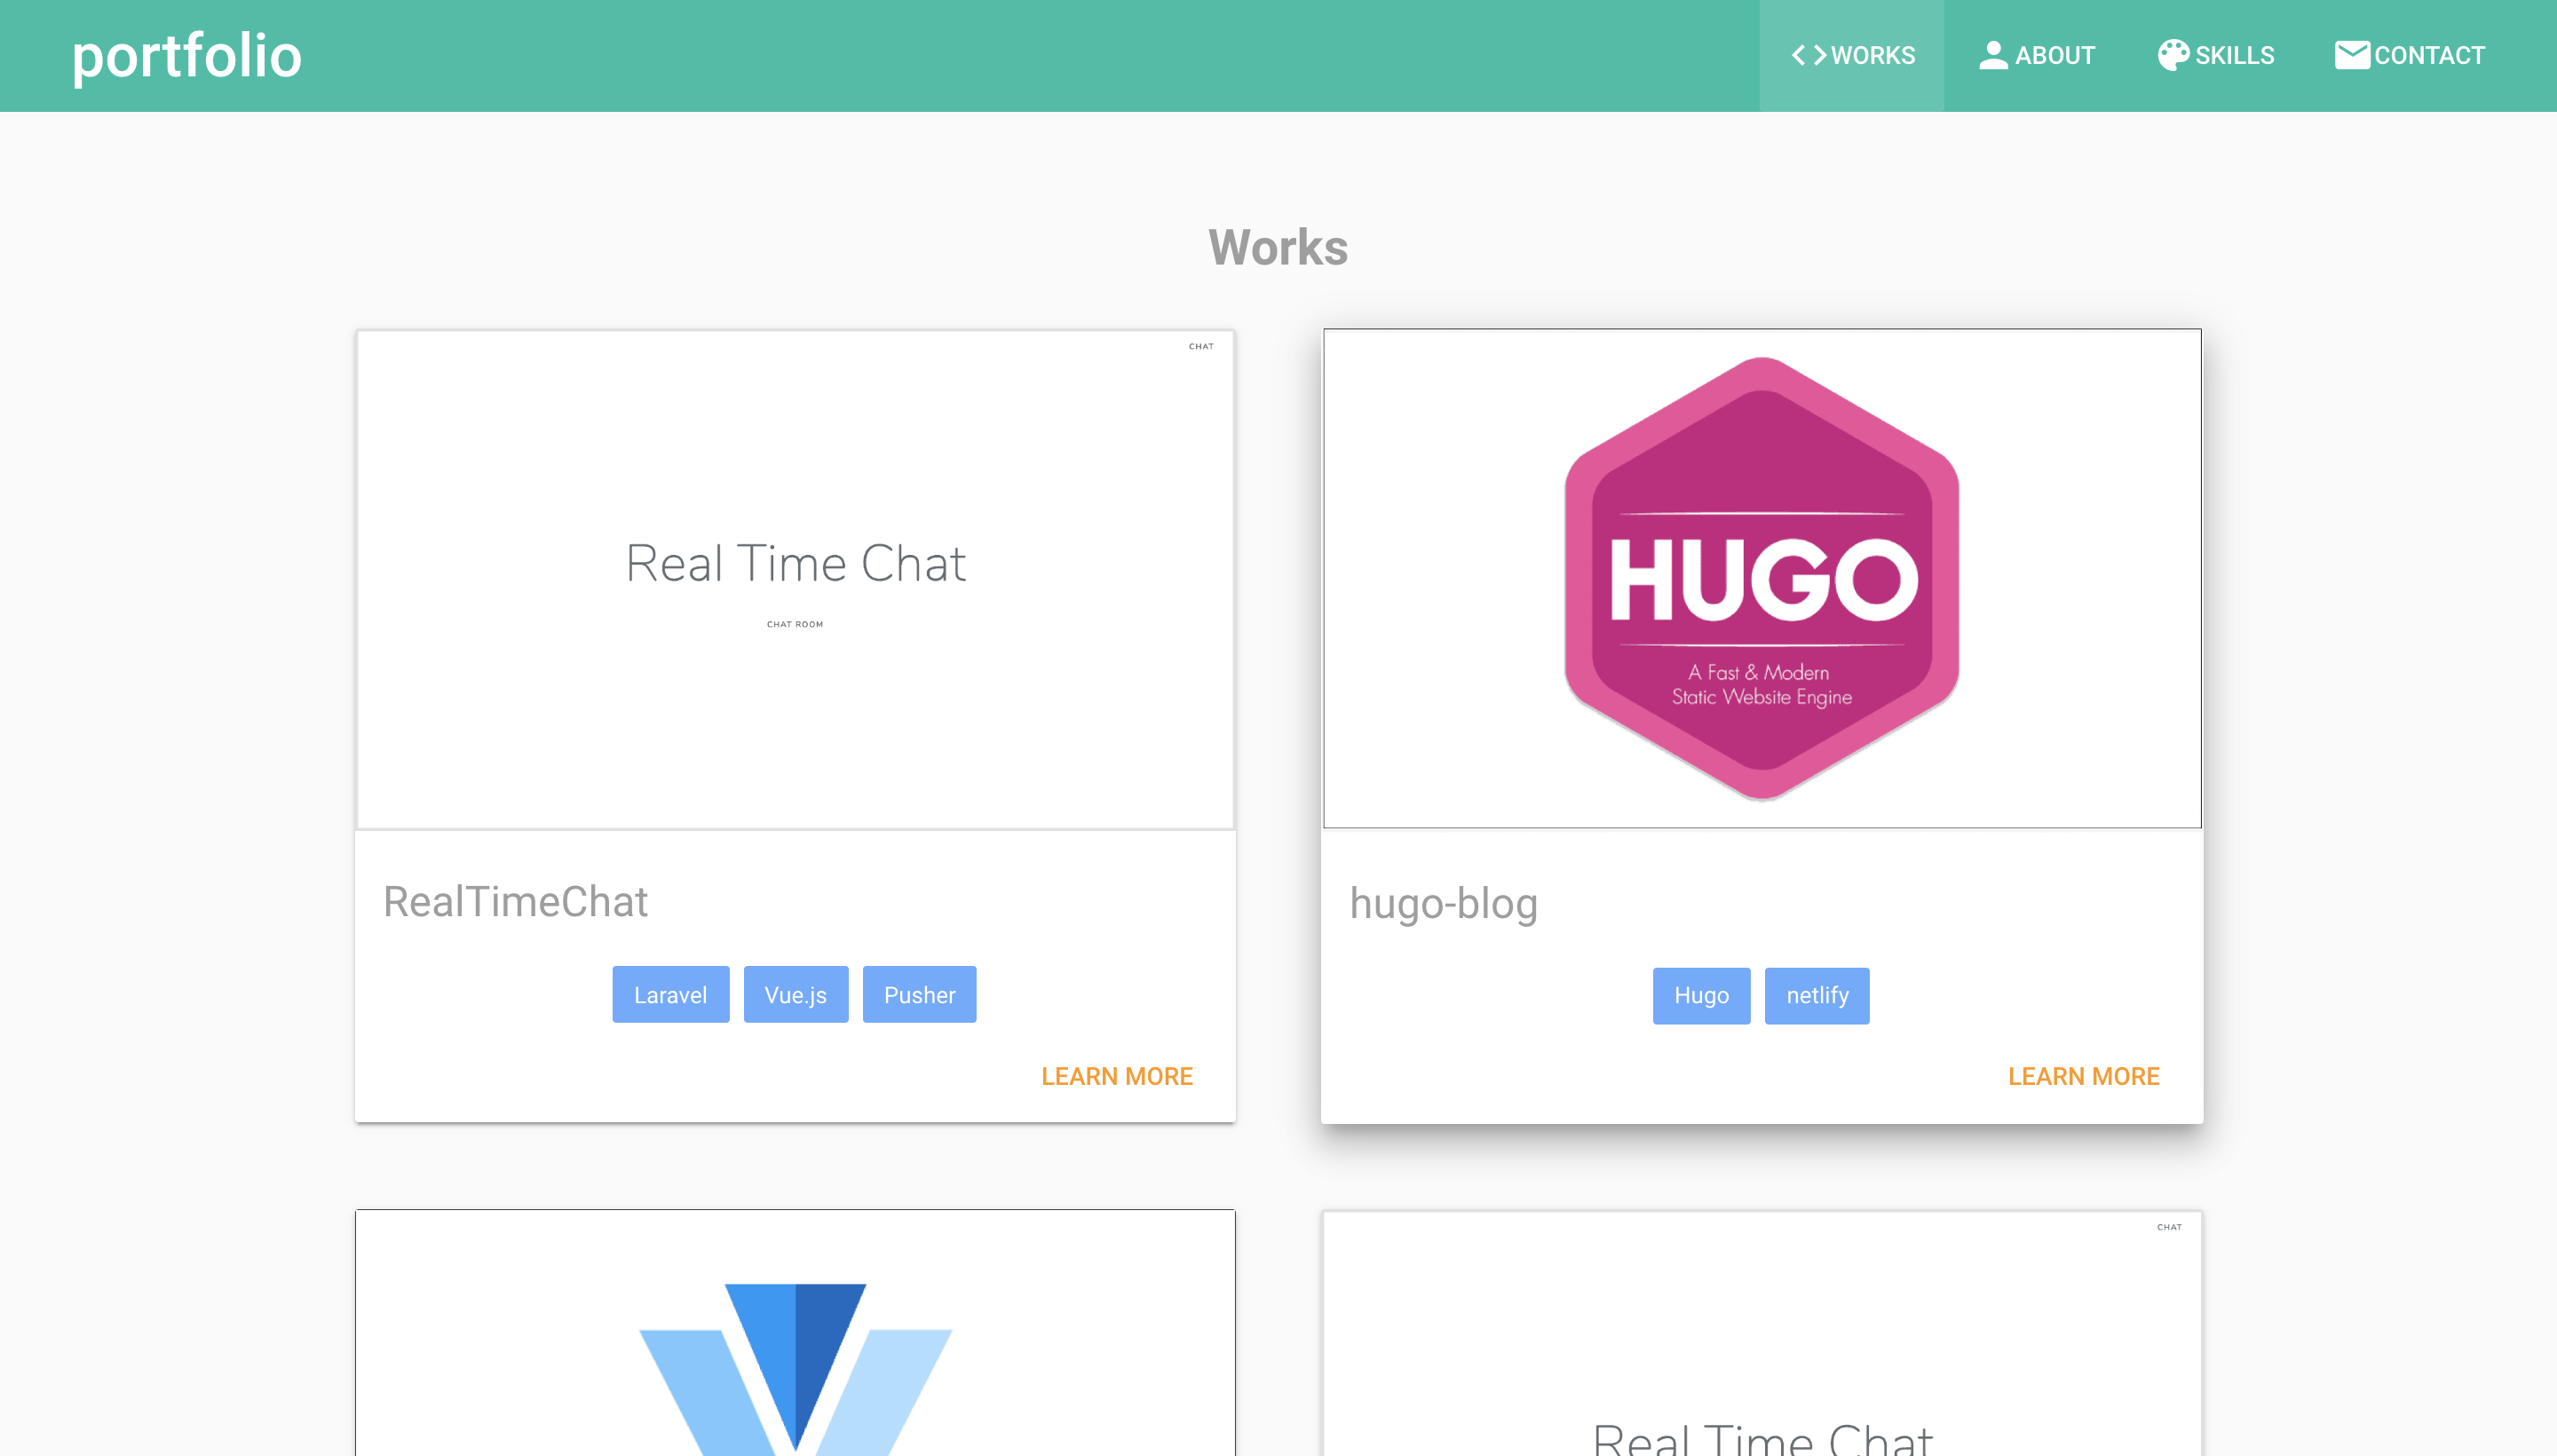 portfolio
WORKS
ABOUT
SKILLS
CONTACT
Works
CHAT
Real Time Chat
CHAT ROOM
RealTimeChat
Laravel
Vue.js
Pusher
LEARN MORE
HUGO
A Fast & Modern
Static Website Engine
hugo-blog
Hugo
netlify
LEARN MORE
CHAT
Real Time Chat